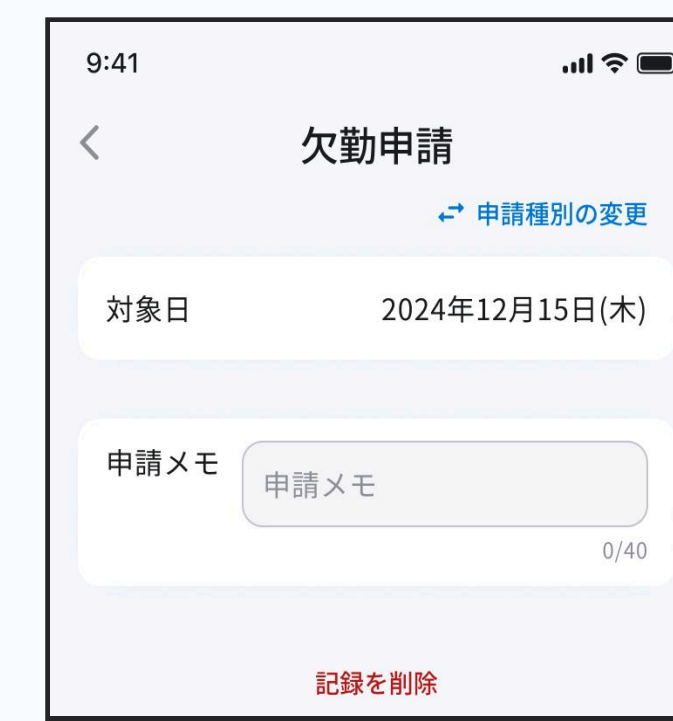 9:41
欠勤申請
申請種別の変更
対象日 2024年12月15日(木)
申請メモ 申請メモ
0/40
記録を削除